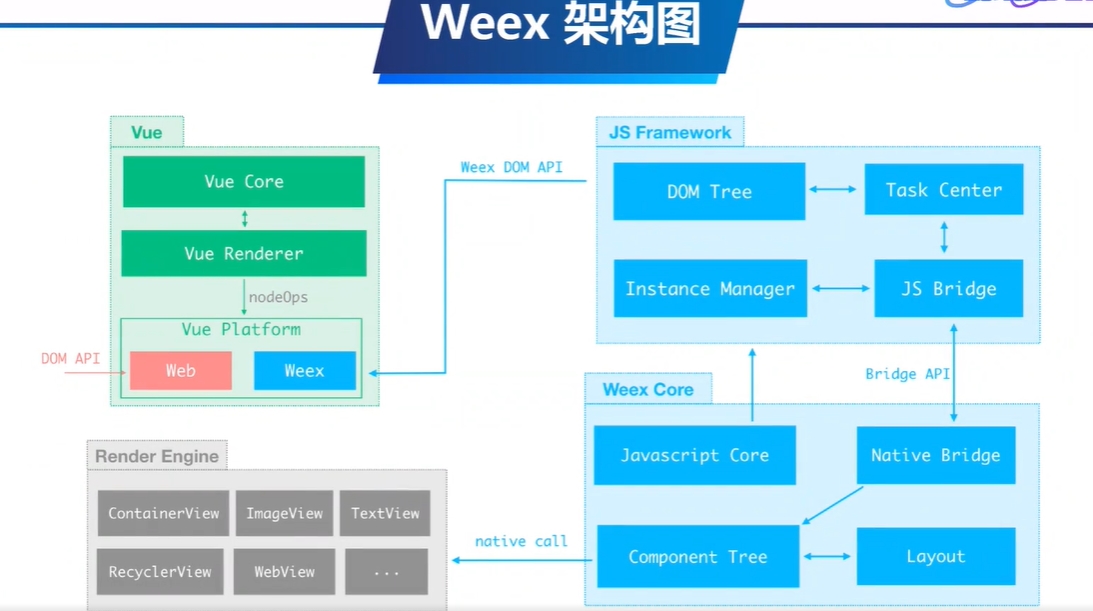 Weex 架构图
Vue
Vue Core
Vue Renderer
nodeOps
Vue Platform
DOM API
Web
Weex
Weex DOM API
JS Framework
DOM Tree
Task Center
Instance Manager
JS Bridge
Bridge API
Weex Core
Javascript Core
Native Bridge
Component Tree
Layout
native call
Render Engine
ContainerView
ImageView
TextView
RecyclerView
WebView
...